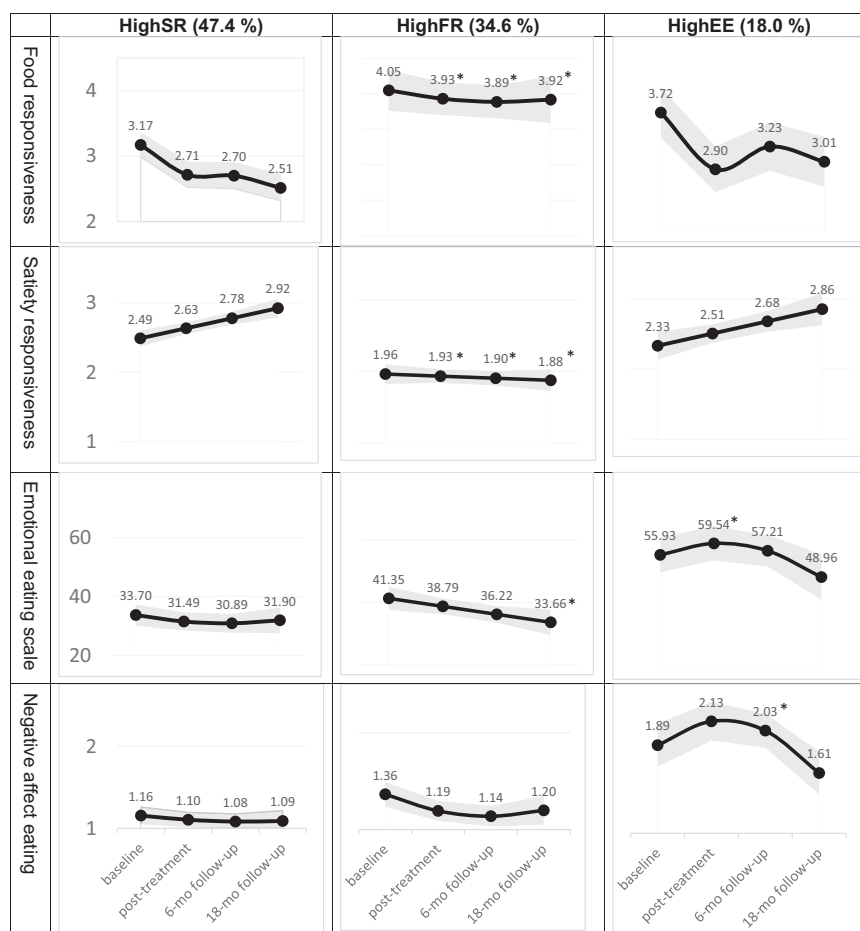 HighSR (47.4 %) HighFR (34.6 %) HighEE (18.0 %)
Food responsiveness
4
3
2
3.17 2.71 2.70 2.51
4.05 3.93 * 3.89 * 3.92 *
3.72 2.90 3.23 3.01
Satiety responsiveness
3
2
1
2.49 2.63 2.78 2.92
1.96 1.93 * 1.90 * 1.88 *
2.33 2.51 2.68 2.86
Emotional eating scale
60
40
20
33.70 31.49 30.89 31.90
41.35 38.79 36.22 33.66 *
55.93 59.54 * 57.21 48.96
Negative affect eating
2
1
1.16 1.10 1.08 1.09
1.36 1.19 1.14 1.20
1.89 2.13 2.03 * 1.61
baseline
post-treatment
6-mo follow-up
18-mo follow-up
baseline
post-treatment
6-mo follow-up
18-mo follow-up
baseline
post-treatment
6-mo follow-up
18-mo follow-up